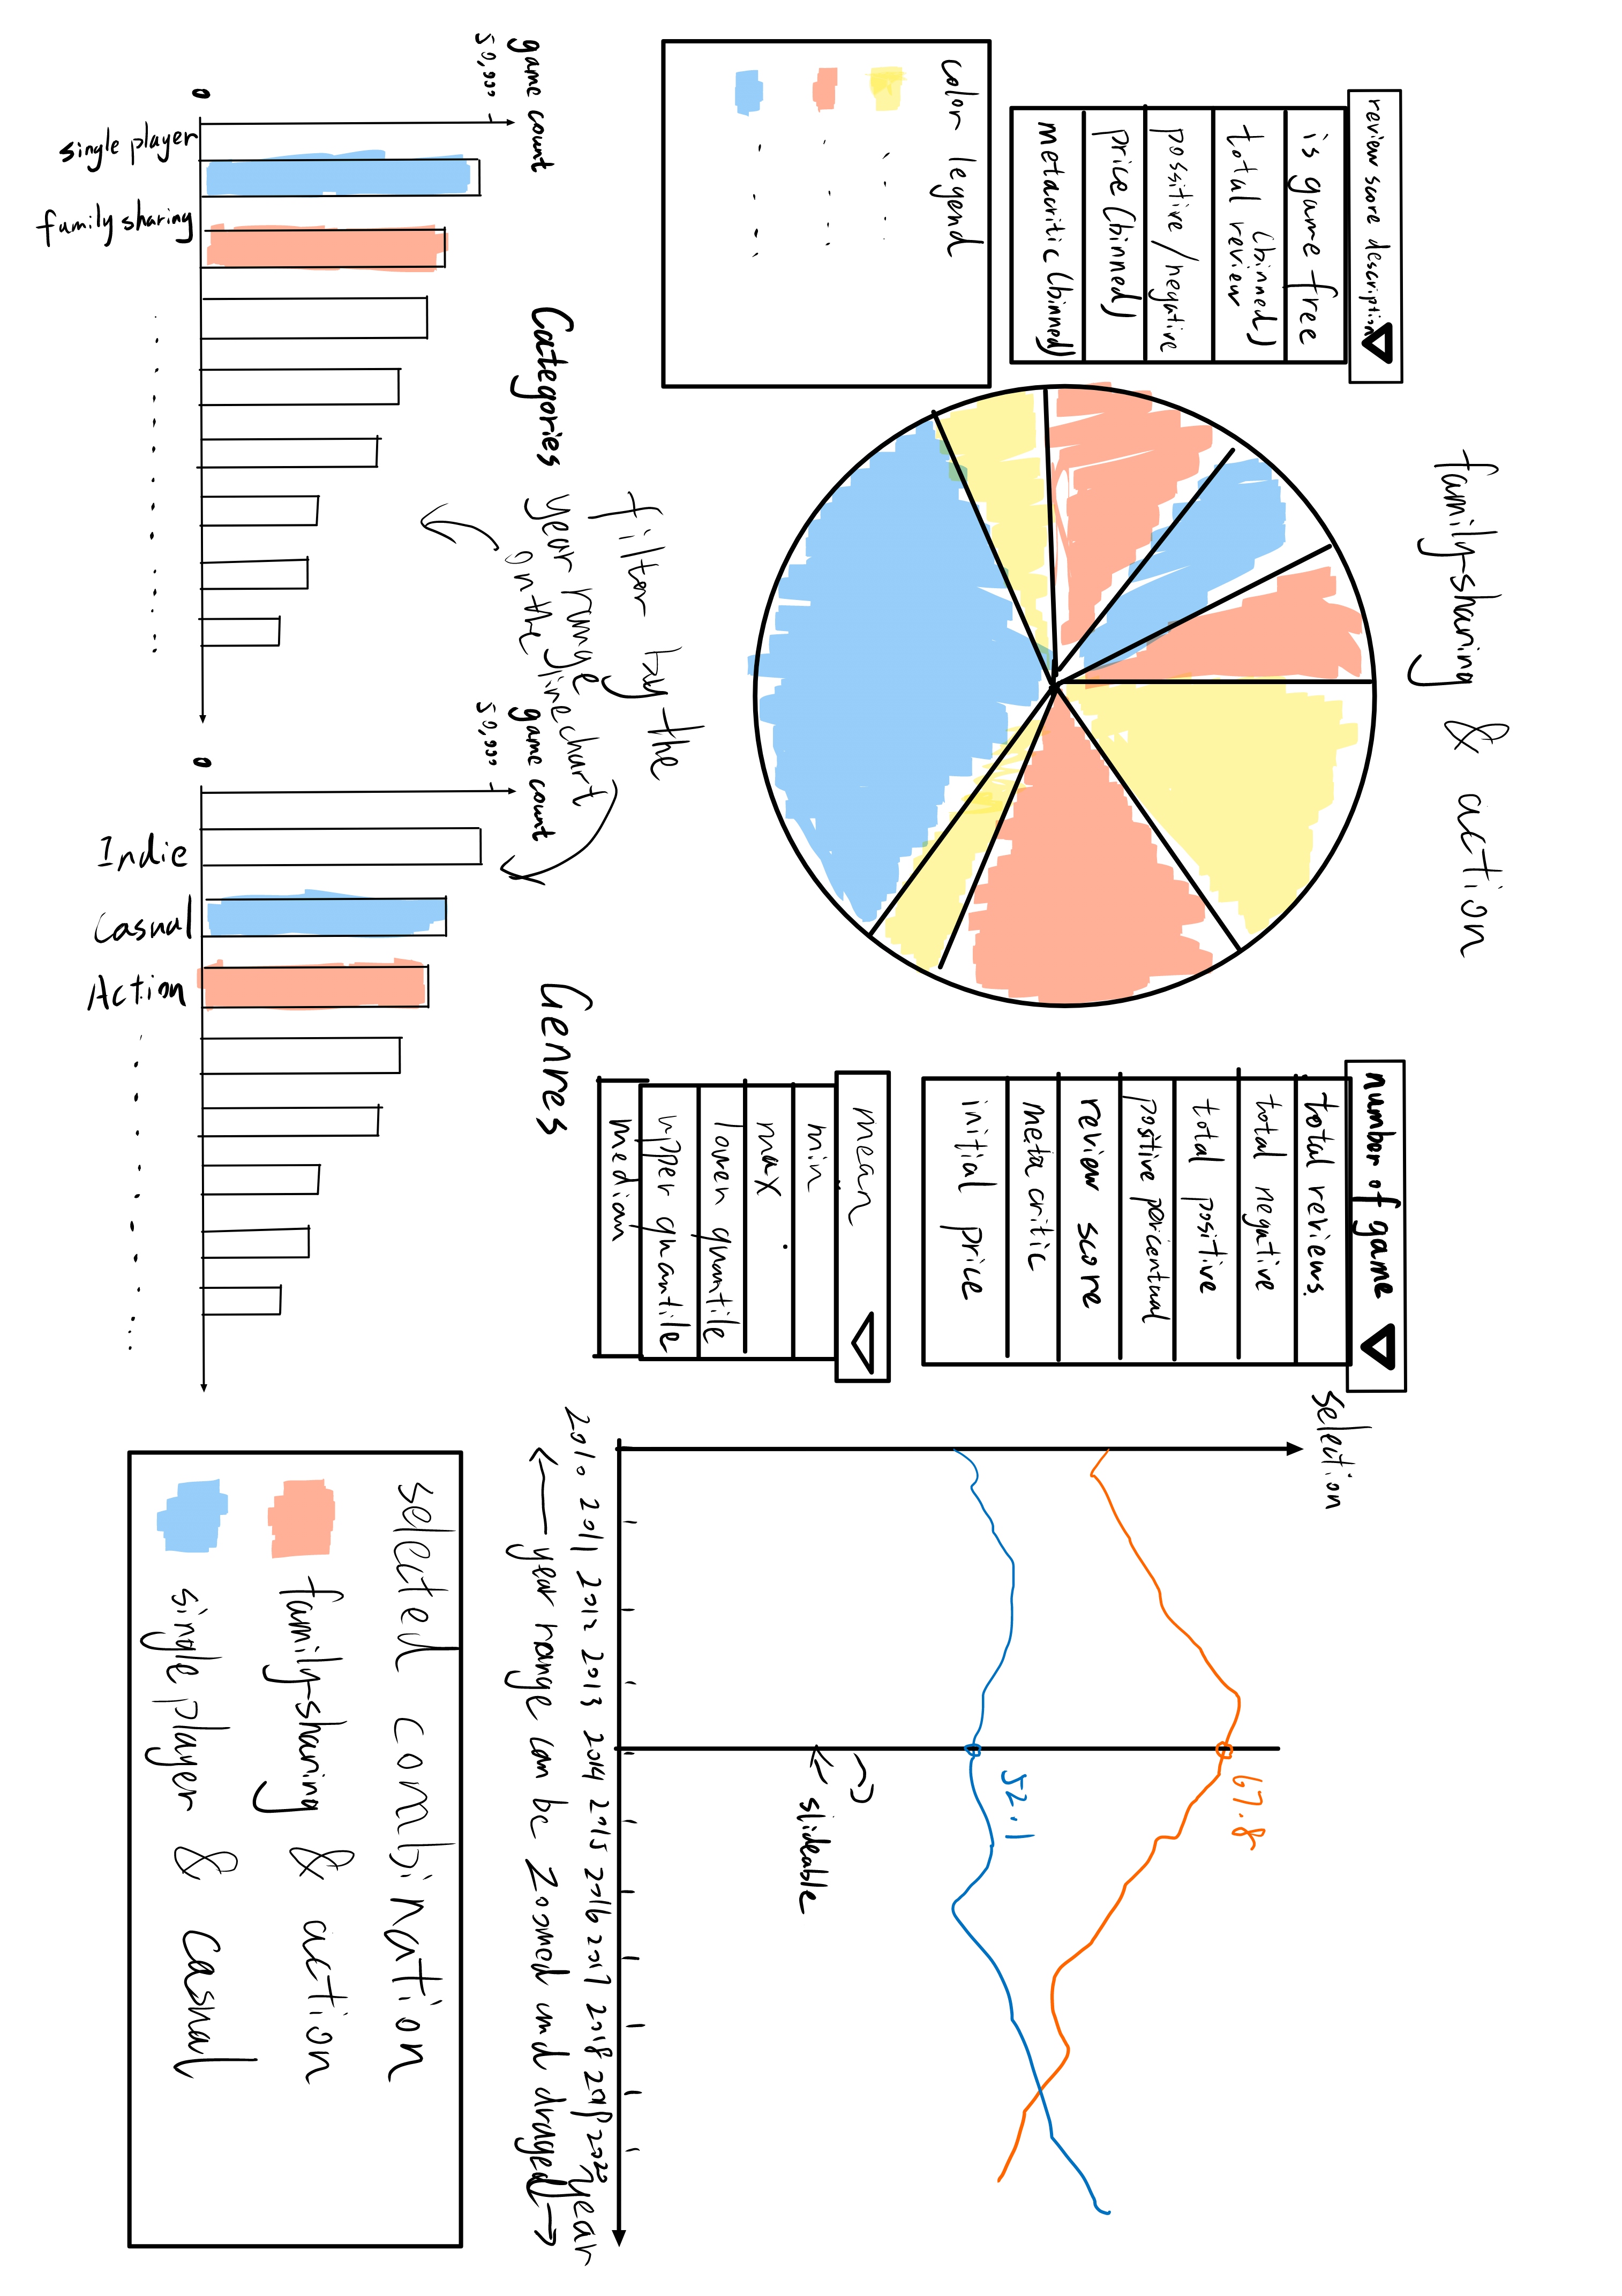 family-sharing & action
review score description
is game free
(binned)
total review
possitive/negative
price (binned)
metacritic (binned)
color legend
number of game
total reviews.
total negative
total positive
positive percentual
review score
meta critic
initial price
mean
min
max
lower quantile
upper quantile
median
selection
67.8
52.1
slideable
2010 2011 2012 2013 2014 2015 2016 2017 2018 2019 2020
year
year range can be zoomed und draged
filter by the
year range
on the linechart
Categories
game count
50,000
0
single player
family sharing
Genres
game count
50,000
0
Indie
Casual
Action
selected combination
family-sharing & action
single player & casual